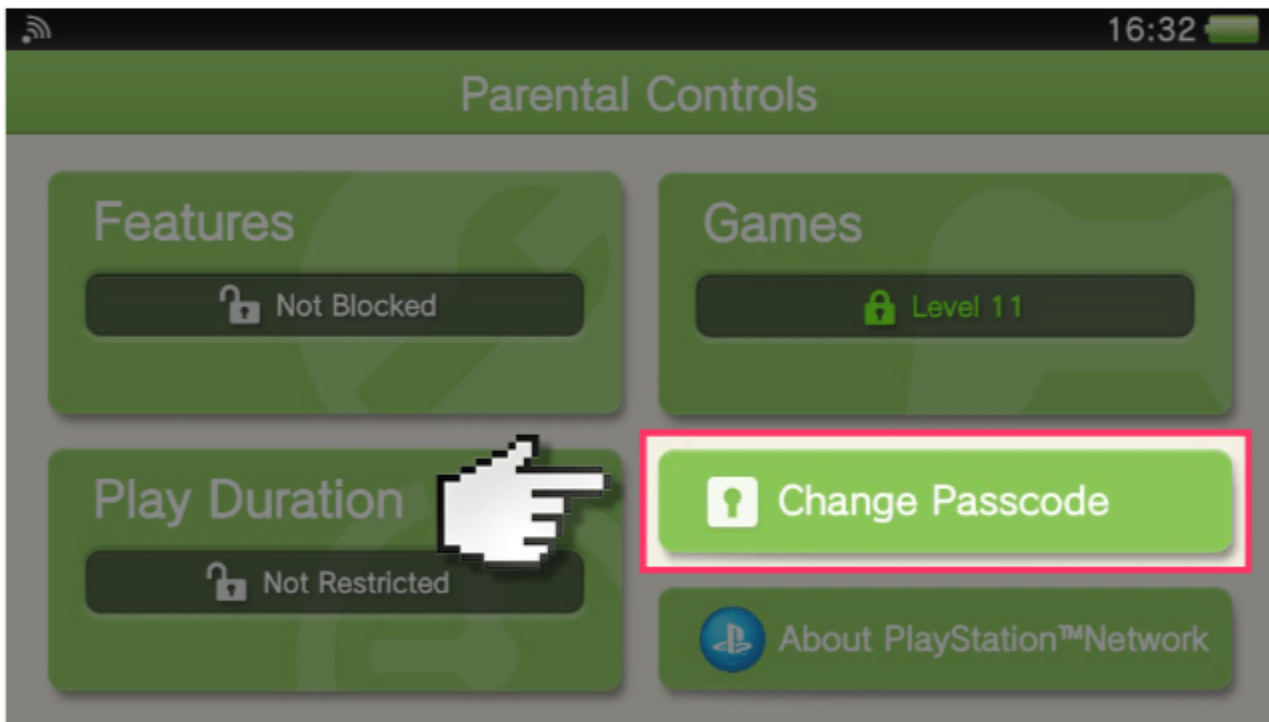 16:32
Parental Controls
Features
Not Blocked
Games
Level 11
Play Duration
Not Restricted
Change Passcode
About PlayStation™Network